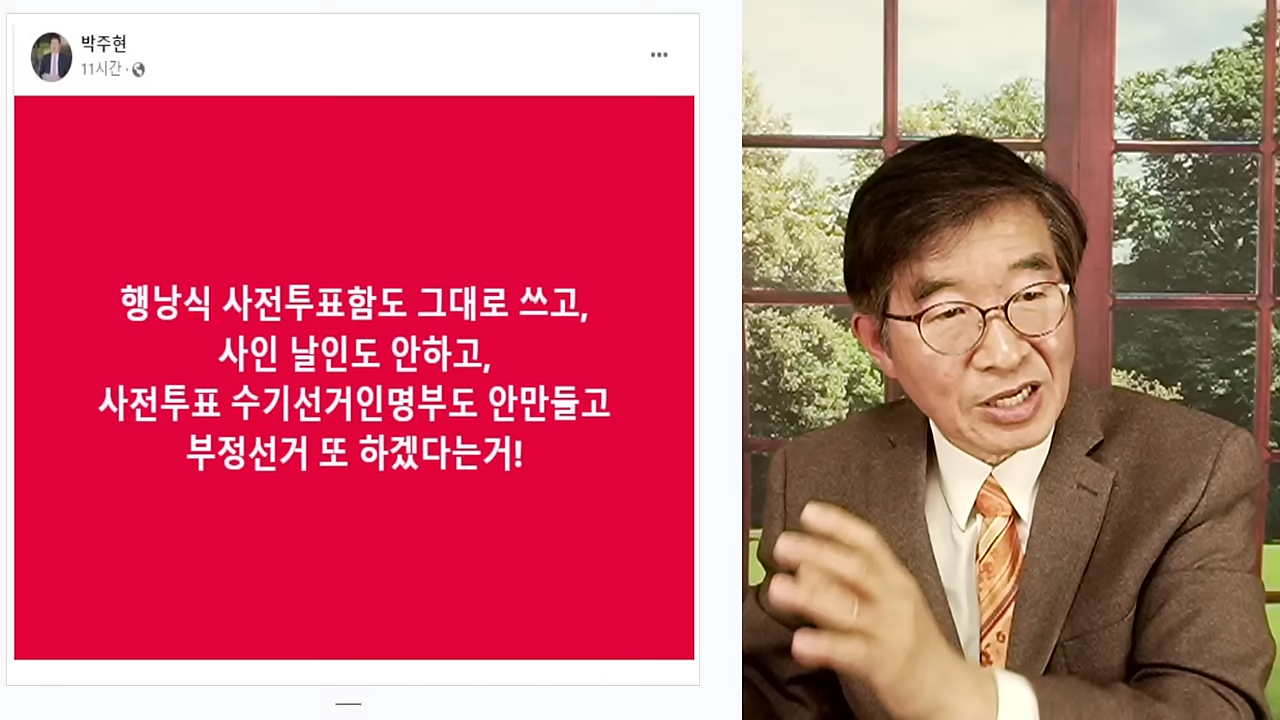 박주현
11시간 ·
행낭식 사전투표함도 그대로 쓰고,
사인 날인도 안하고,
사전투표 수기선거인명부도 안만들고
부정선거 또 하겠다는거!